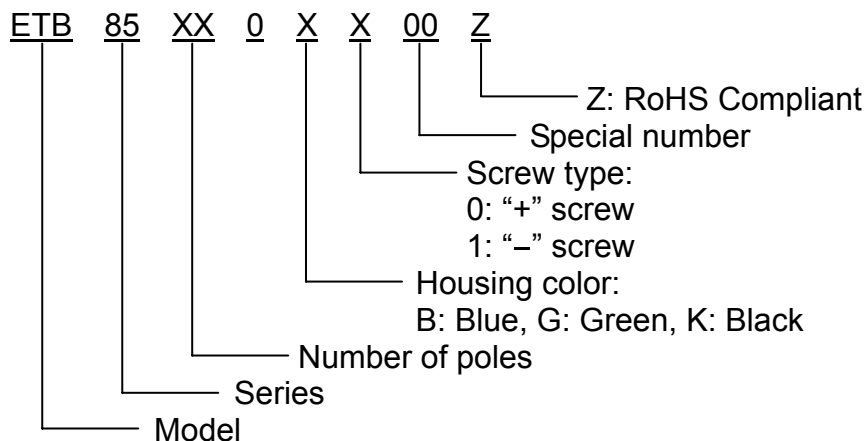 ETB 85 XX 0 X X 00 Z
Z: RoHS Compliant
Special number
Screw type:
0: “+” screw
1: “–” screw
Housing color:
B: Blue, G: Green, K: Black
Number of poles
Series
Model